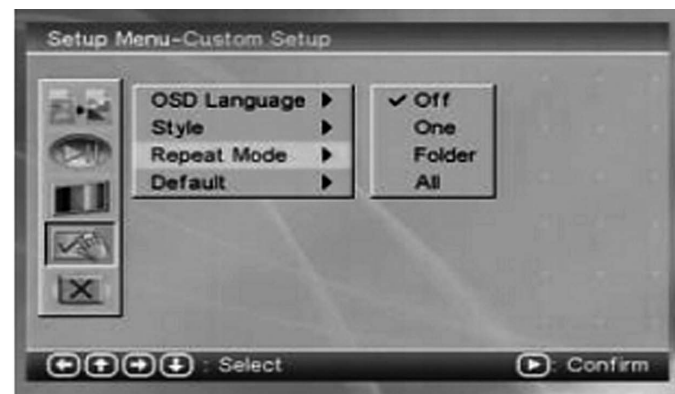 Setup Menu-Custom Setup
OSD Language
Style
Repeat Mode
Default
Off
One
Folder
All
: Select
: Confirm